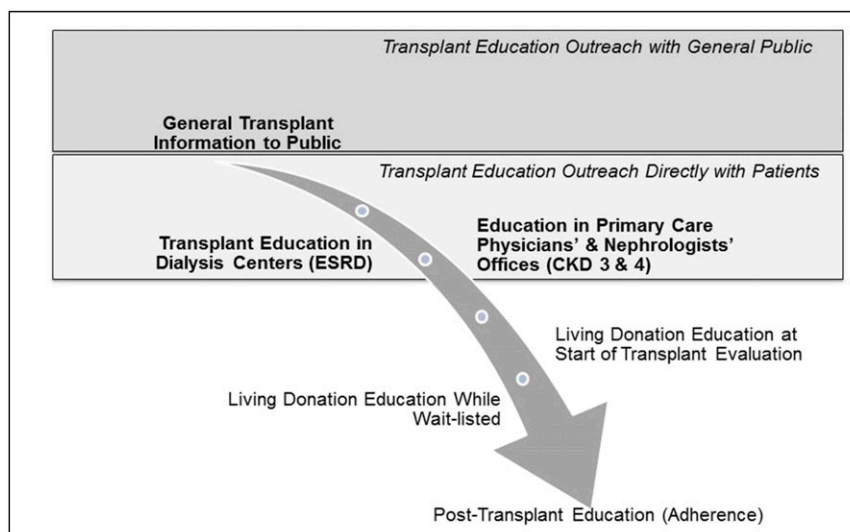 Transplant Education Outreach with General Public
General Transplant
Information to Public
Transplant Education Outreach Directly with Patients
Transplant Education in
Dialysis Centers (ESRD)
Education in Primary Care
Physicians' & Nephrologists'
Offices (CKD 3 & 4)
Living Donation Education at
Start of Transplant Evaluation
Living Donation Education While
Wait-listed
Post-Transplant Education (Adherence)